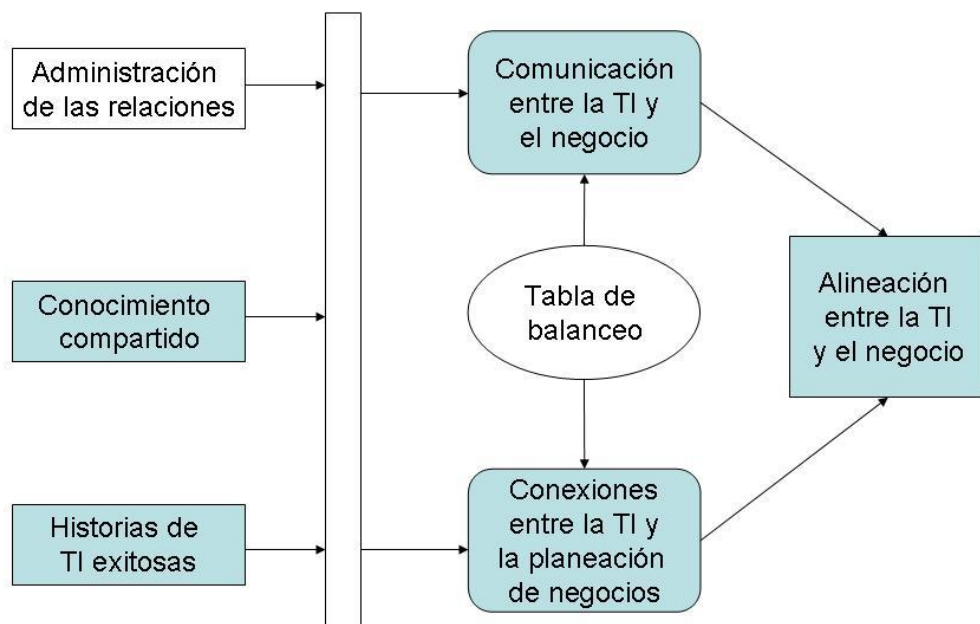 Administración
de las relaciones
Comunicación
entre la TI y
el negocio
Conocimiento
compartido
Tabla de
balanceo
Alineación
entre la TI
y el negocio
Historias de
TI exitosas
Conexiones
entre la TI y
la planeación
de negocios